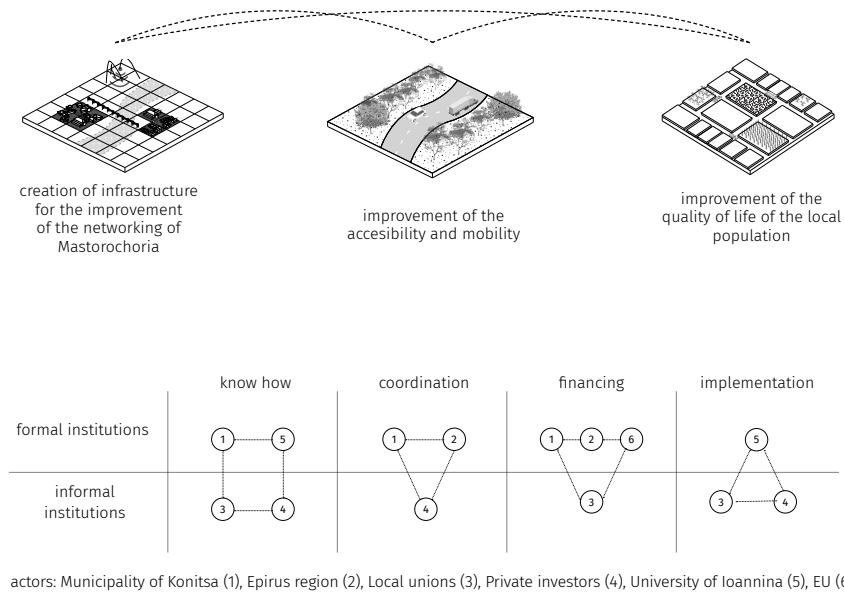 creation of infrastructure
for the improvement
of the networking of
Mastorochoria
improvement of the
accesibility and mobility
improvement of the
quality of life of the local
population
know how
coordination
financing
implementation
formal institutions
1
5
1
2
1
2
6
5
informal
institutions
3
4
4
3
3
4
actors: Municipality of Konitsa (1), Epirus region (2), Local unions (3), Private investors (4), University of Ioannina (5), EU (6